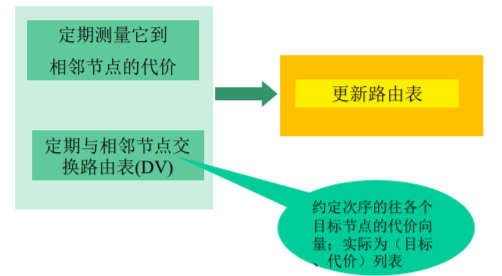 定期测量它到
相邻节点的代价
更新路由表
定期与相邻节点交
换路由表(DV)
约定次序的往各个
目标节点的代价向
量；实际为（目标
、代价）列表